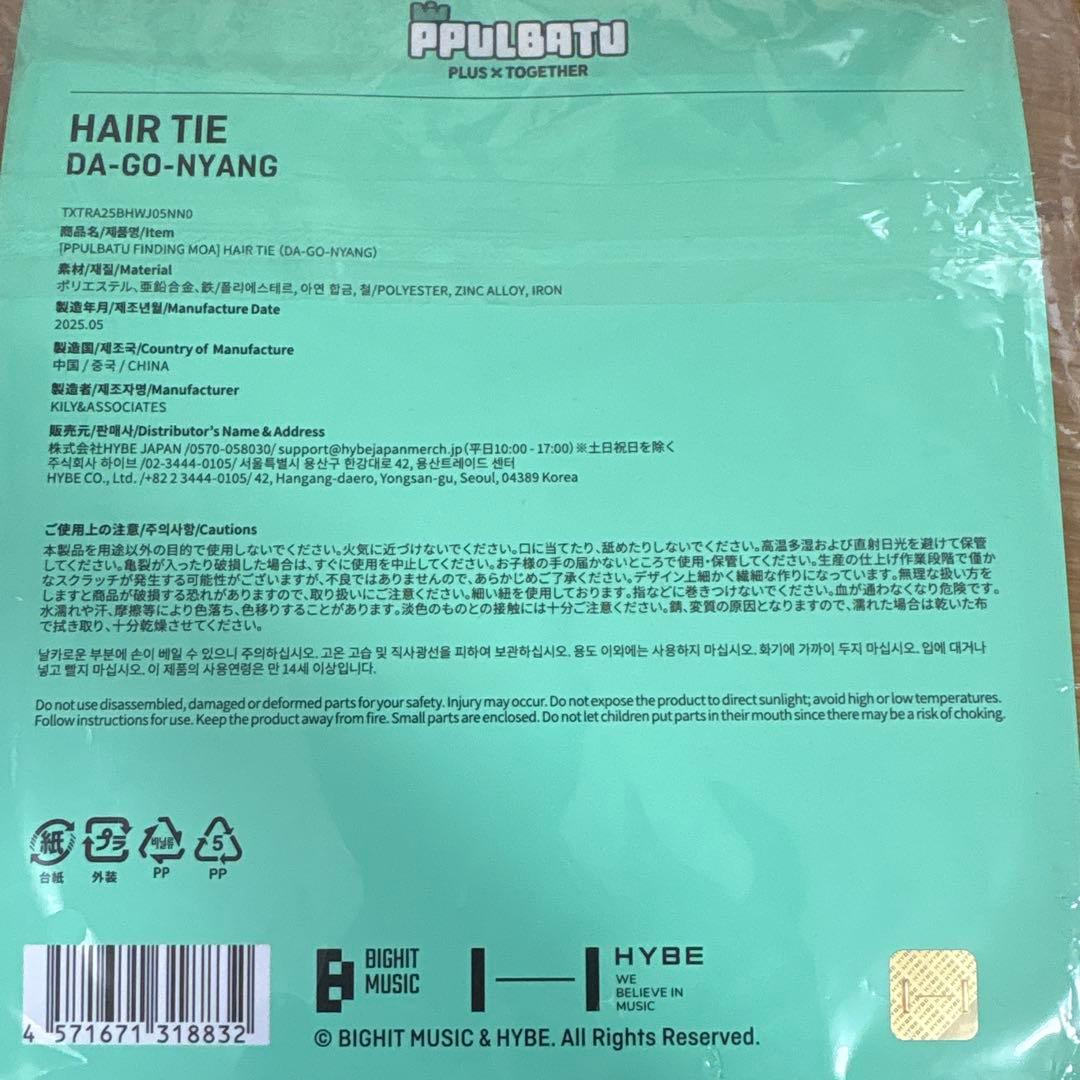 PPULBATU
PLUS × TOGETHER
HAIR TIE
DA-GO-NYANG
TXTRA25BHWJ05NN0
商品名/제품명/Item
[PPULBATU FINDING MOA] HAIR TIE (DA-GO-NYANG)
素材/재질/Material
ポリエステル、亜鉛合金、鉄/폴리에스테르, 아연 합금, 철/POLYESTER, ZINC ALLOY, IRON
製造年月/제조년월/Manufacture Date
2025.05
製造国/제조국/Country of Manufacture
中国 / 중국 / CHINA
製造者/제조자명/Manufacturer
KILY&ASSOCIATES
販売元/판매사/Distributor's Name & Address
株式会社HYBE JAPAN /0570-058030/ support@hybejapanmerch.jp(平日10:00 - 17:00)※土日祝日を除く
주식회사 하이브 /02-3444-0105/ 서울특별시 용산구 한강대로 42, 용산트레이드 센터
HYBE CO., Ltd. /+82 2 3444-0105/ 42, Hangang-daero, Yongsan-gu, Seoul, 04389 Korea
ご使用上の注意/주의사항/Cautions
本製品を用途以外の目的で使用しないでください。火気に近づけないでください。口に当てたり、舐めたりしないでください。高温多湿および直射日光を避けて保管
してください。亀裂が入ったり破損した場合は、すぐに使用を中止してください。お子様の手の届かないところで使用・保管してください。生産の仕上げ作業段階で僅か
なスクラッチが発生する可能性がございますが、不良ではありませんので、あらかじめご了承ください。デザイン上細かく繊細な作りになっています。無理な扱い方を
しますと商品が破損する恐れがありますので、取り扱いにご注意ください。細い紐を使用しております。指などに巻きつけないでください。血が通わなくなり危険です。
水濡れや汗、摩擦等により色落ち、色移りすることがあります。淡色のものとの接触には十分ご注意ください。錆、変質の原因となりますので、濡れた場合は乾いた布
で拭き取り、十分乾燥させてください。
날카로운 부분에 손이 베일 수 있으니 주의하십시오. 고온 고습 및 직사광선을 피하여 보관하십시오. 용도 이외에는 사용하지 마십시오. 화기에 가까이 두지 마십시오. 입에 대거나
넣고 빨지 마십시오. 이 제품의 사용연령은 만 14세 이상입니다.
Do not use disassembled, damaged or deformed parts for your safety. Injury may occur. Do not expose the product to direct sunlight; avoid high or low temperatures.
Follow instructions for use. Keep the product away from fire. Small parts are enclosed. Do not let children put parts in their mouth since there may be a risk of choking.
紙 プラ 비닐류 5
台紙 外装 PP PP
4 571671 318832
BIGHIT
MUSIC
HYBE
WE
BELIEVE IN
MUSIC
© BIGHIT MUSIC & HYBE. All Rights Reserved.